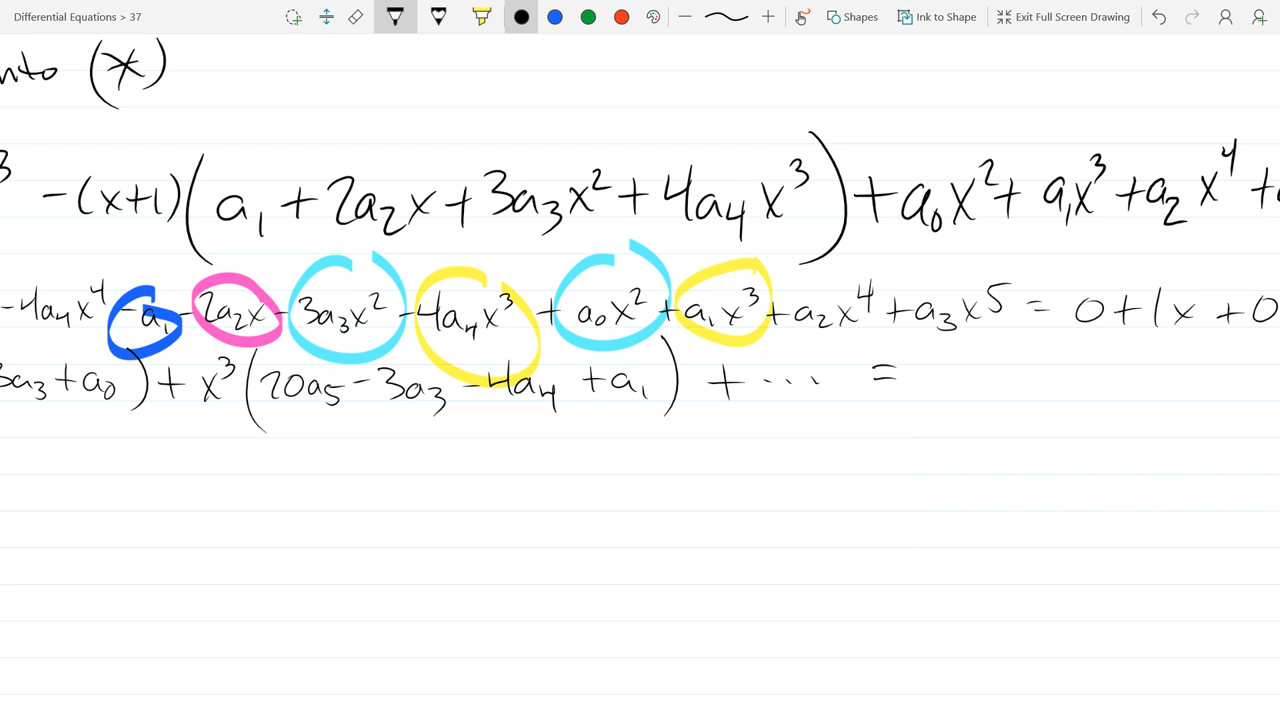 Differential Equations > 37
Shapes
Ink to Shape
Exit Full Screen Drawing
nto (*)
3 -(x+1)(a₁ + 2a₂x + 3a₃x² + 4a₄x³) + a₀x² + a₁x³ + a₂x⁴ +
-4a₄x⁴ - a₁ - 2a₂x - 3a₃x² - 4a₄x³ + a₀x² + a₁x³ + a₂x⁴ + a₃x⁵ = 0 + 1x + 0
3a₃ + a₀) + x³(20a₅ - 3a₃ - 4a₄ + a₁) + ... =